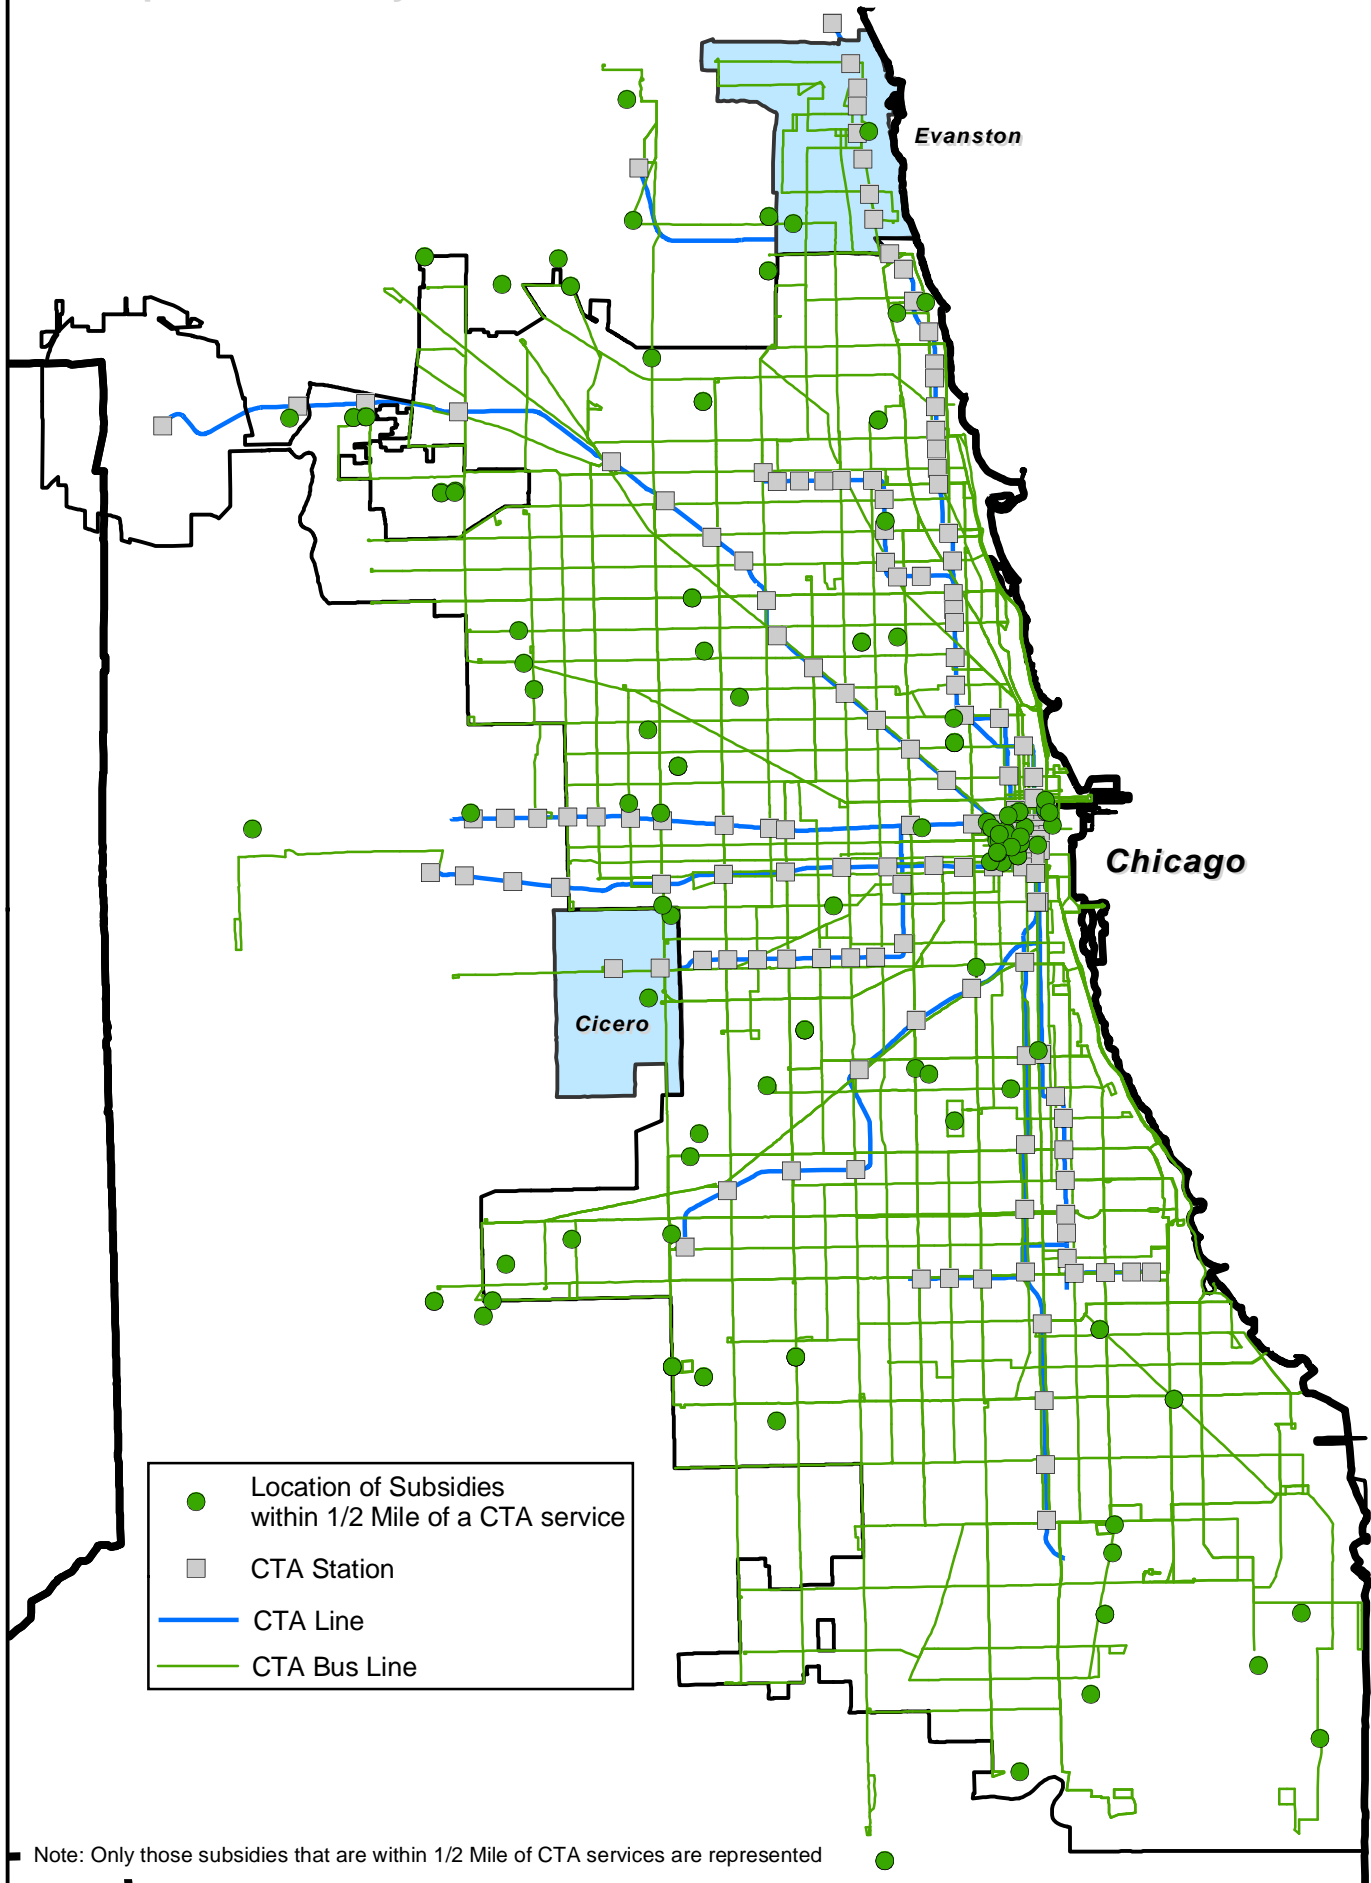 Evanston
Chicago
Cicero
Location of Subsidies
within 1/2 Mile of a CTA service
CTA Station
CTA Line
CTA Bus Line
Note: Only those subsidies that are within 1/2 Mile of CTA services are represented